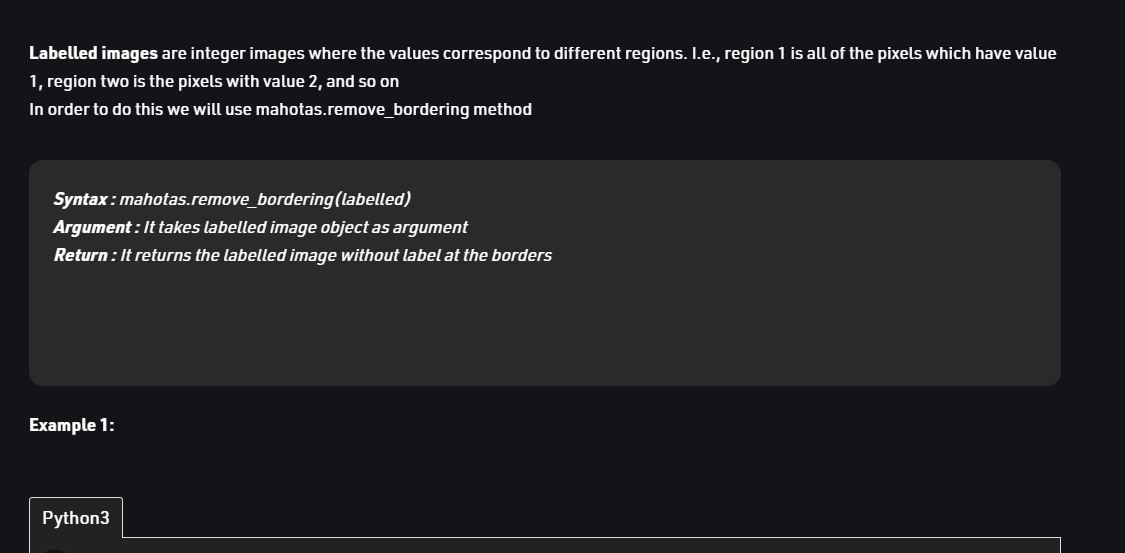 Labelled images are integer images where the values correspond to different regions. I.e., region 1 is all of the pixels which have value
1, region two is the pixels with value 2, and so on
In order to do this we will use mahotas.remove_bordering method
Syntax : mahotas.remove_bordering(labelled)
Argument : It takes labelled image object as argument
Return : It returns the labelled image without label at the borders
Example 1:
Python3